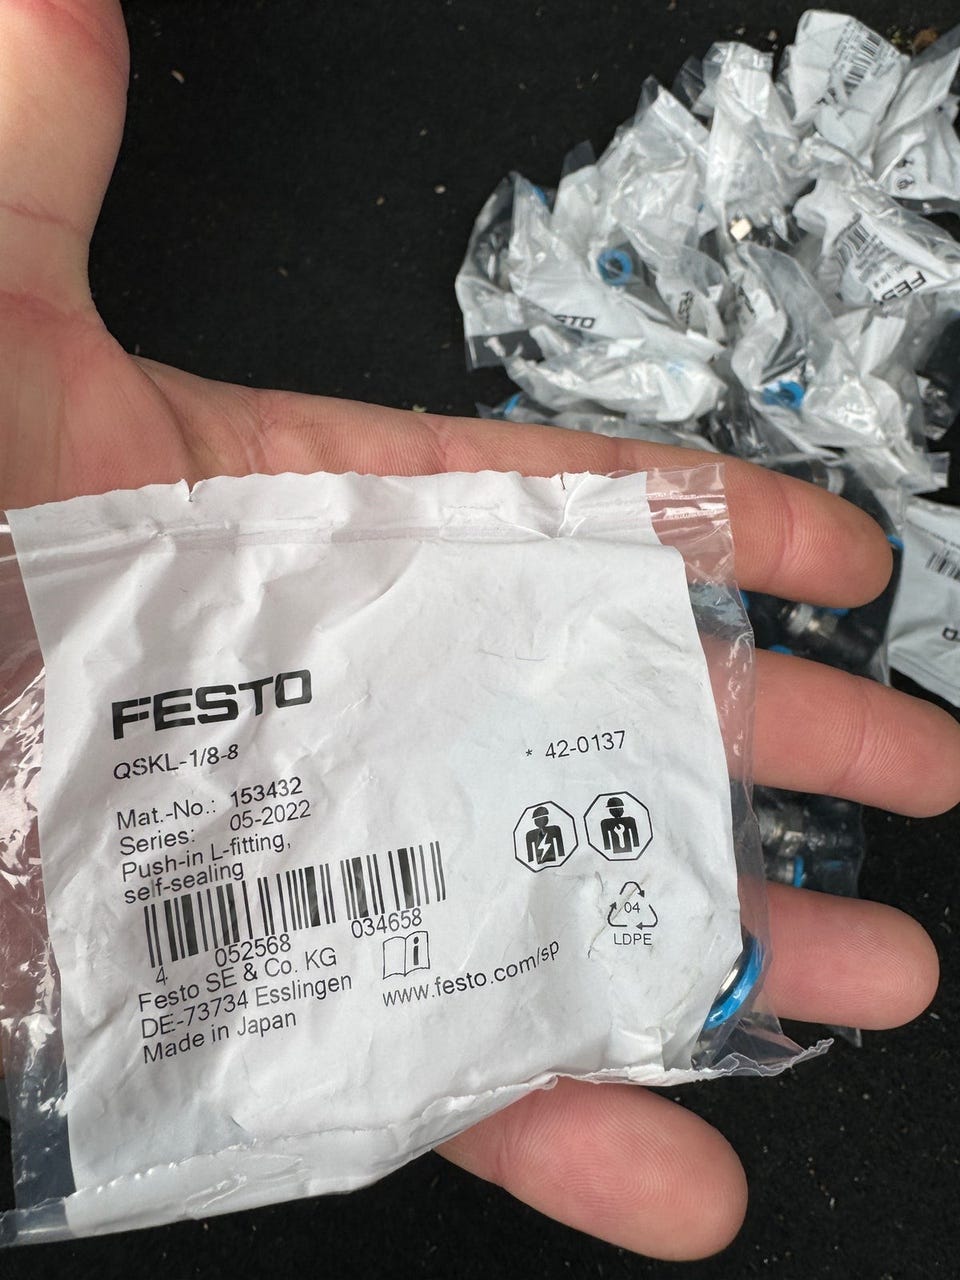 FESTO
QSKL-1/8-8
* 42-0137
Mat.-No.: 153432
Series: 05-2022
Push-in L-fitting,
self-sealing
4 052568 034658
Festo SE & Co. KG
DE-73734 Esslingen
Made in Japan
www.festo.com/sp
04
LDPE
FESTO